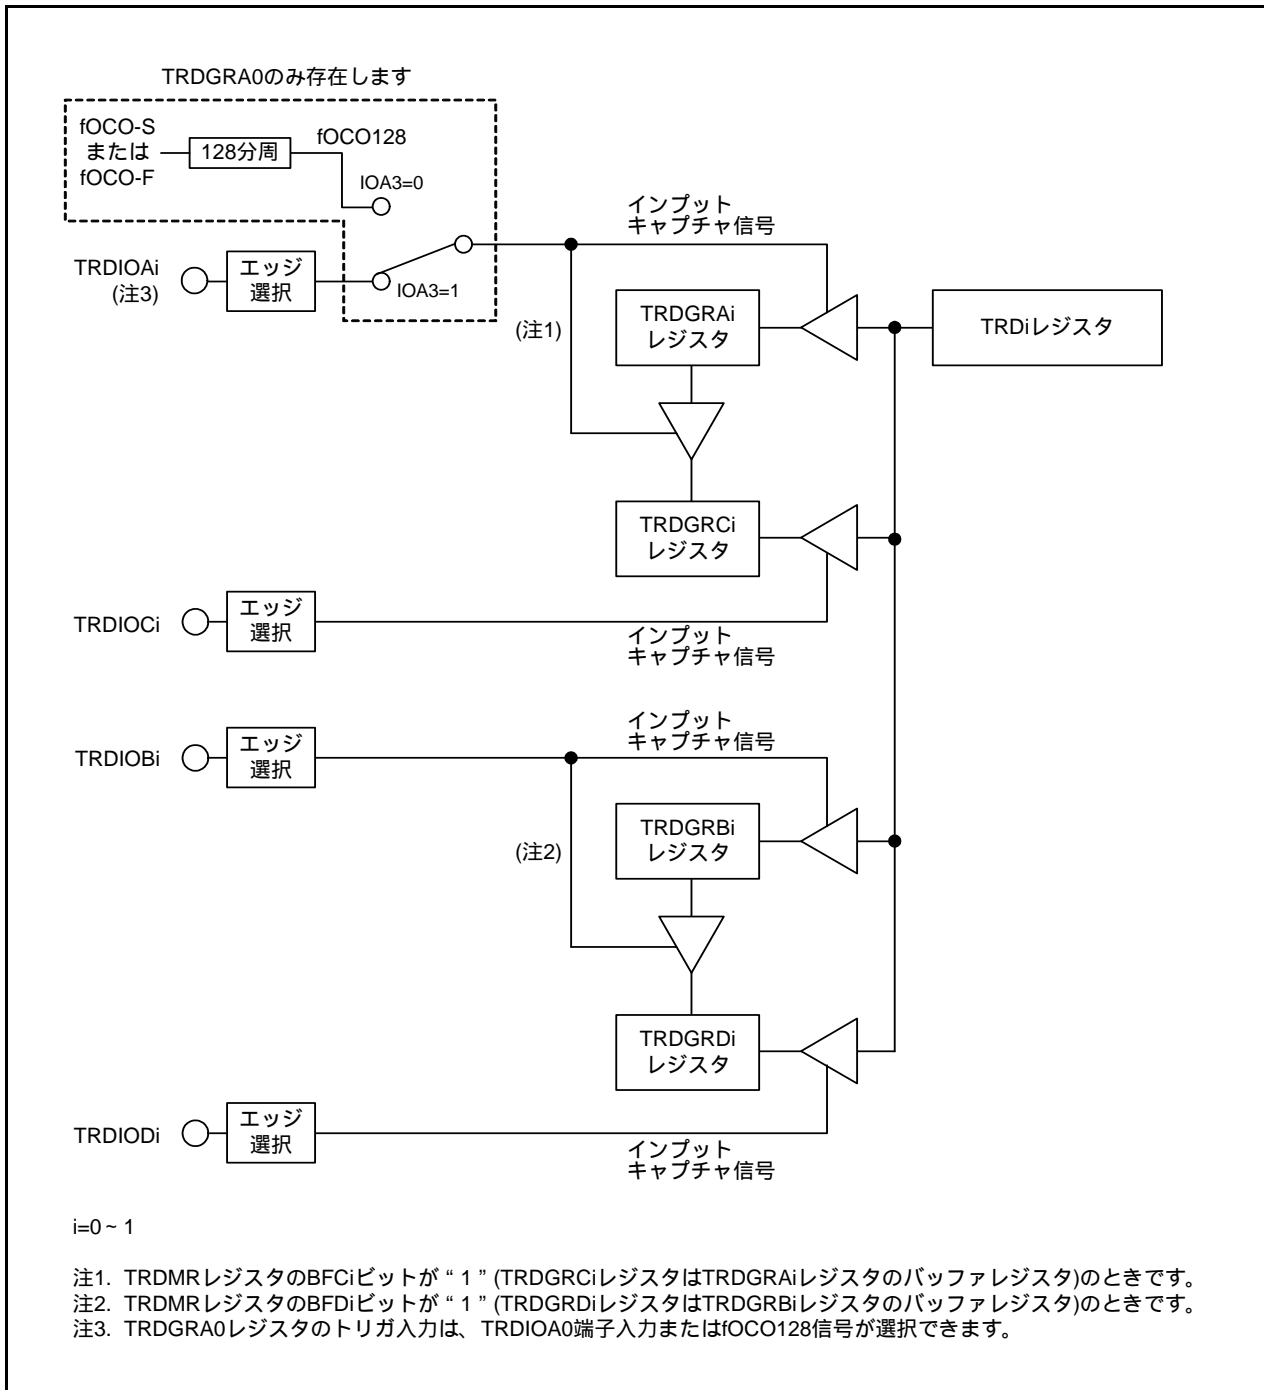 TRDGRA0のみ存在します
fOCO-S
または
fOCO-F
128分周
fOCO128
IOA3=0
TRDIOAi
(注3)
エッジ
選択
IOA3=1
インプット
キャプチャ信号
(注1)
TRDGRAi
レジスタ
TRDiレジスタ
TRDGRCi
レジスタ
TRDIOCi
エッジ
選択
インプット
キャプチャ信号
TRDIOBi
エッジ
選択
インプット
キャプチャ信号
(注2)
TRDGRBi
レジスタ
TRDGRDi
レジスタ
TRDIODi
エッジ
選択
インプット
キャプチャ信号
i=0~1
注1. TRDMRレジスタのBFCiビットが“1”(TRDGRCiレジスタはTRDGRAiレジスタのバッファレジスタ)のときです。
注2. TRDMRレジスタのBFDiビットが“1”(TRDGRDiレジスタはTRDGRBiレジスタのバッファレジスタ)のときです。
注3. TRDGRA0レジスタのトリガ入力は、TRDIOA0端子入力またはfOCO128信号が選択できます。